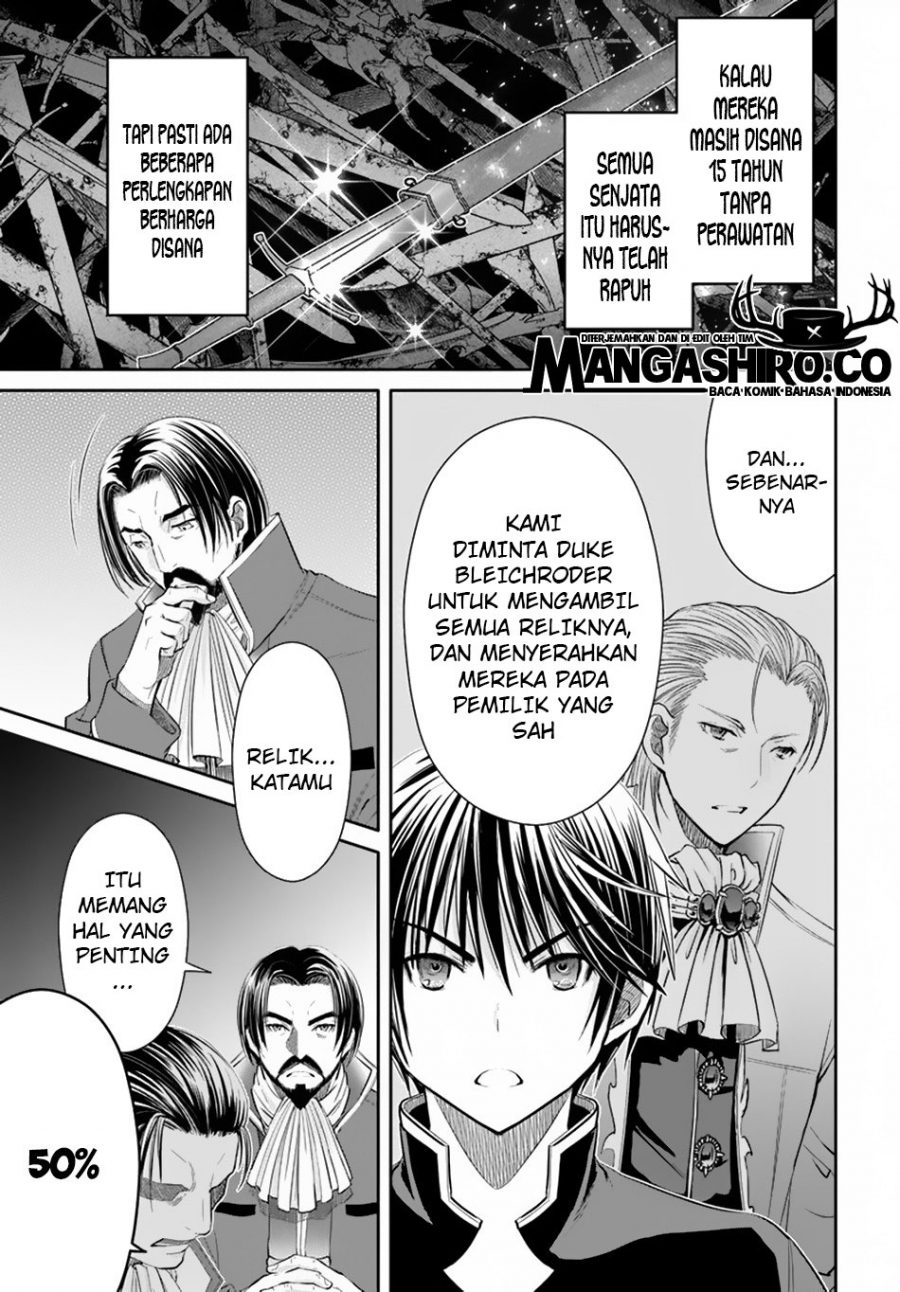 KALAU
MEREKA
MASIH DISANA
15 TAHUN
TANPA
PERAWATAN
SEMUA
SENJATA
ITU HARUS-
NYA TELAH
RAPUH
TAPI PASTI ADA
BEBERAPA
PERLENGKAPAN
BERHARGA
DISANA
DITERJEMAHKAN DAN DI EDIT OLEH TIM
MANGASHIRO.CO
BACA KOMIK BAHASA INDONESIA
DAN...
SEBENAR-
NYA
KAMI
DIMINTA DUKE
BLEICHRODER
UNTUK MENGAMBIL
SEMUA RELIKNYA,
DAN MENYERAHKAN
MEREKA PADA
PEMILIK YANG
SAH
RELIK...
KATAMU
ITU
MEMANG
HAL YANG
PENTING
...
50%